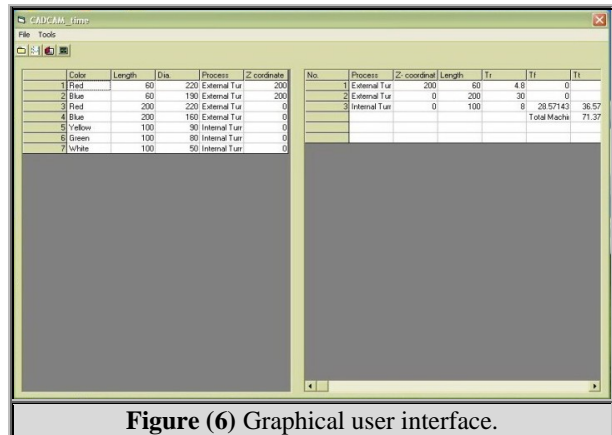 CADCAM_time
File Tools
Color Length Dia. Process Z cordinate
1 Red 60 220 External Tur 200
2 Blue 60 190 External Tur 200
3 Red 200 220 External Tur 0
4 Blue 200 160 External Tur 0
5 Yellow 100 90 Internal Turr 0
6 Green 100 80 Internal Turr 0
7 White 100 50 Internal Turr 0
No. Process Z- coordinat Length Tr Tf Tt
1 External Tur 200 60 4.8 0
2 External Tur 0 200 30 0
3 Internal Turr 0 100 8 28.57143 36.57
Total Machi 71.37
Figure (6) Graphical user interface.